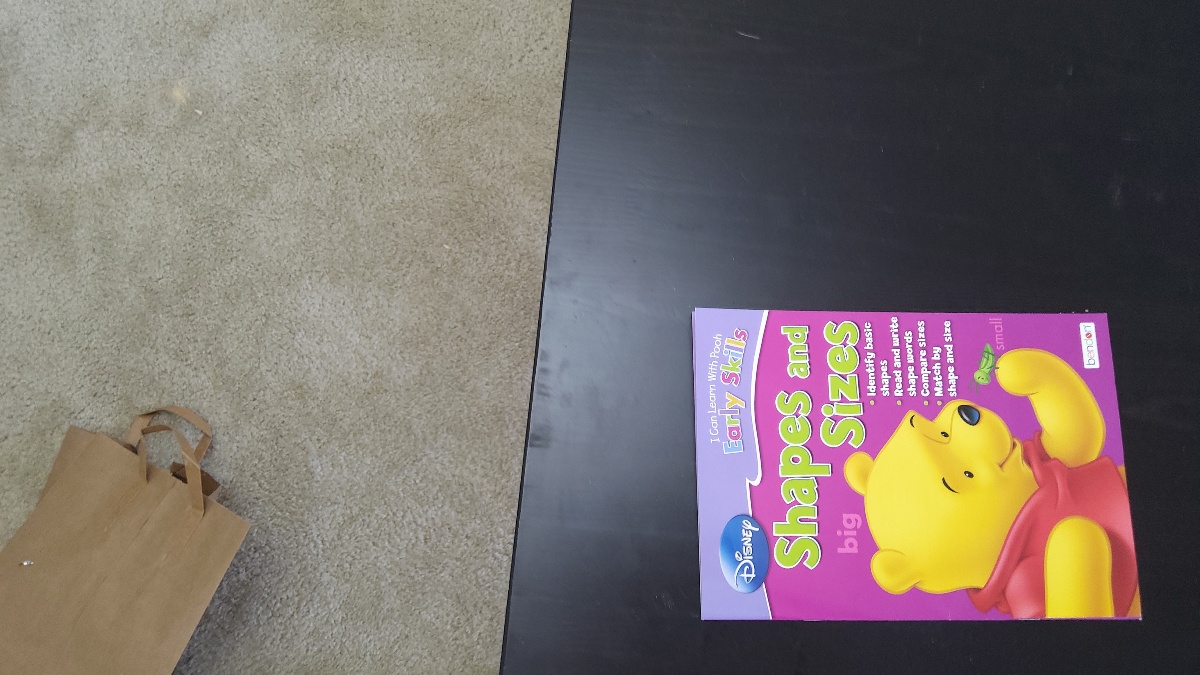 I Can Learn With Pooh
Early Skills
DISNEY
Shapes and
Sizes
• Identify basic
shapes
• Read and write
shape words
• Compare sizes
• Match by
shape and size
big
small
bendon